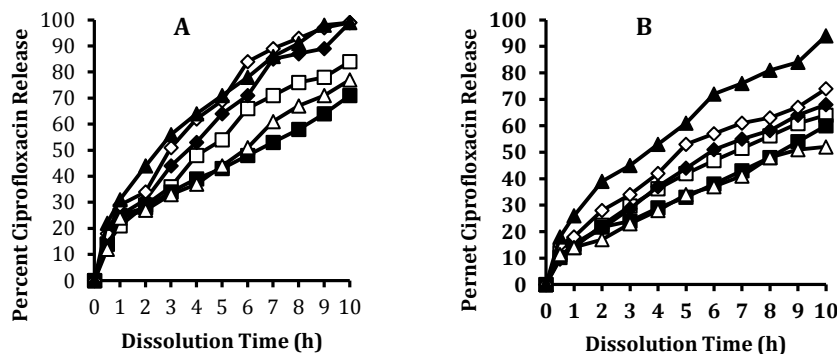 A
Percent Ciprofloxacin Release
100
90
80
70
60
50
40
30
20
10
0
0 1 2 3 4 5 6 7 8 9 10
Dissolution Time (h)
B
Pernet Ciprofloxacin Release
100
90
80
70
60
50
40
30
20
10
0
0 1 2 3 4 5 6 7 8 9 10
Dissolution Time (h)